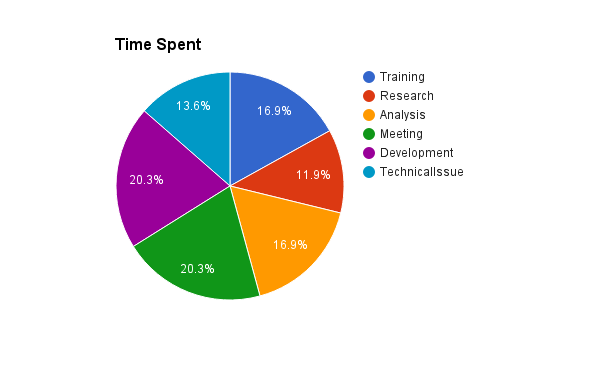 Time Spent
16.9%
11.9%
16.9%
20.3%
20.3%
13.6%
Training
Research
Analysis
Meeting
Development
TechnicalIssue